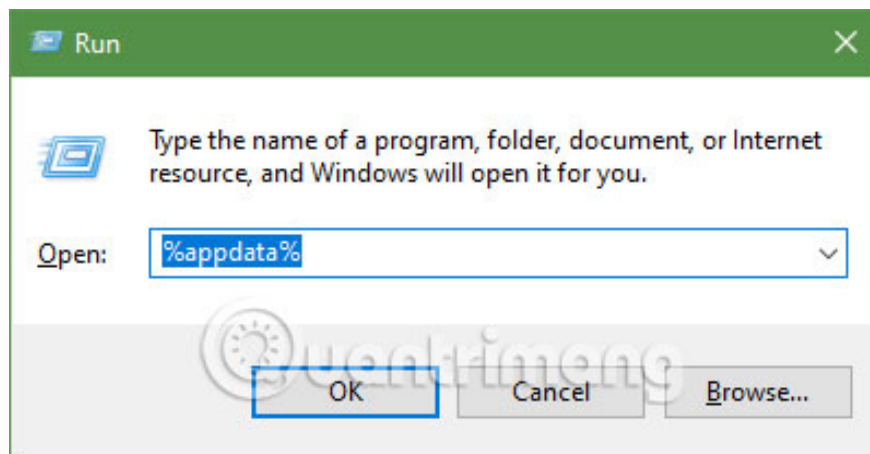 Run
Type the name of a program, folder, document, or Internet
resource, and Windows will open it for you.
Open: %appdata%
Quantrimang
OK Cancel Browse...